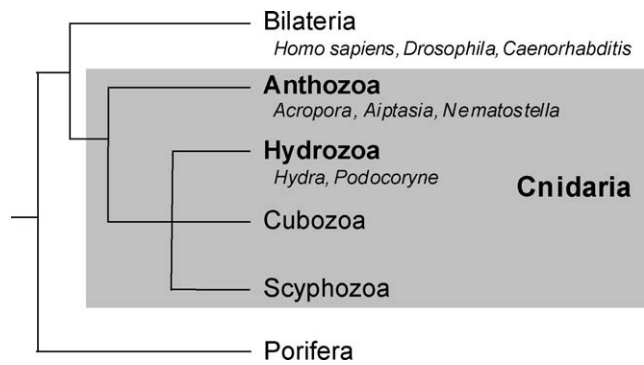 Bilateria
Homo sapiens, Drosophila, Caenorhabditis
Anthozoa
Acropora, Aiptasia, Nematostella
Hydrozoa
Hydra, Podocoryne
Cnidaria
Cubozoa
Scyphozoa
Porifera